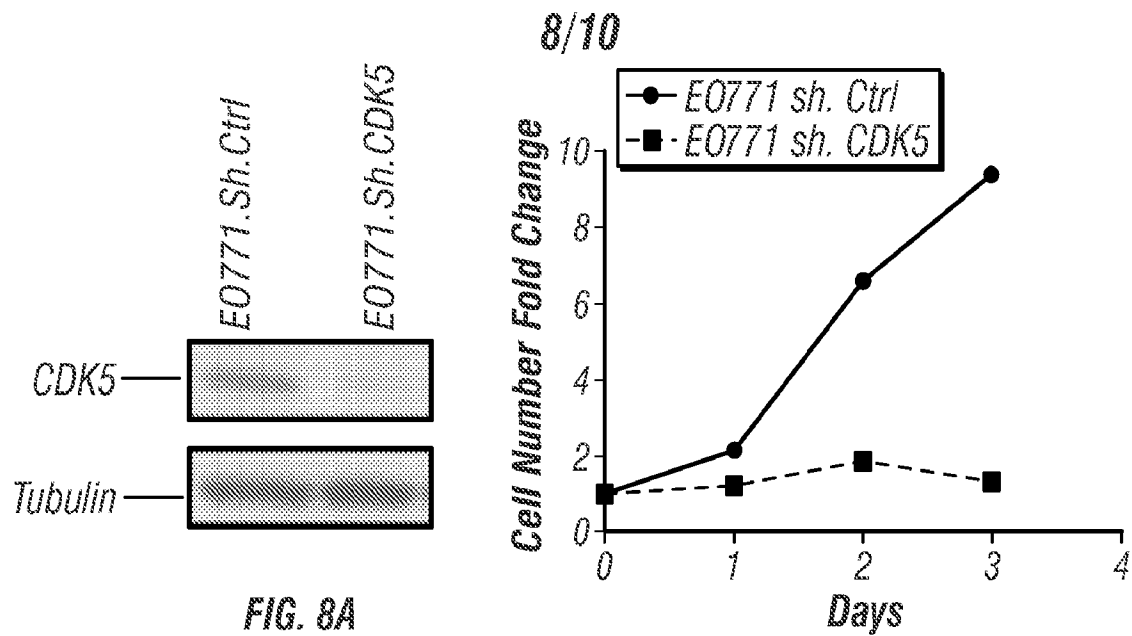 8/10
EO771.Sh.Ctrl
EO771.Sh.CDK5
CDK5
Tubulin
FIG. 8A
EO771 sh. Ctrl
EO771 sh. CDK5
Cell Number Fold Change
10
8
6
4
2
0
0 1 2 3 4
Days